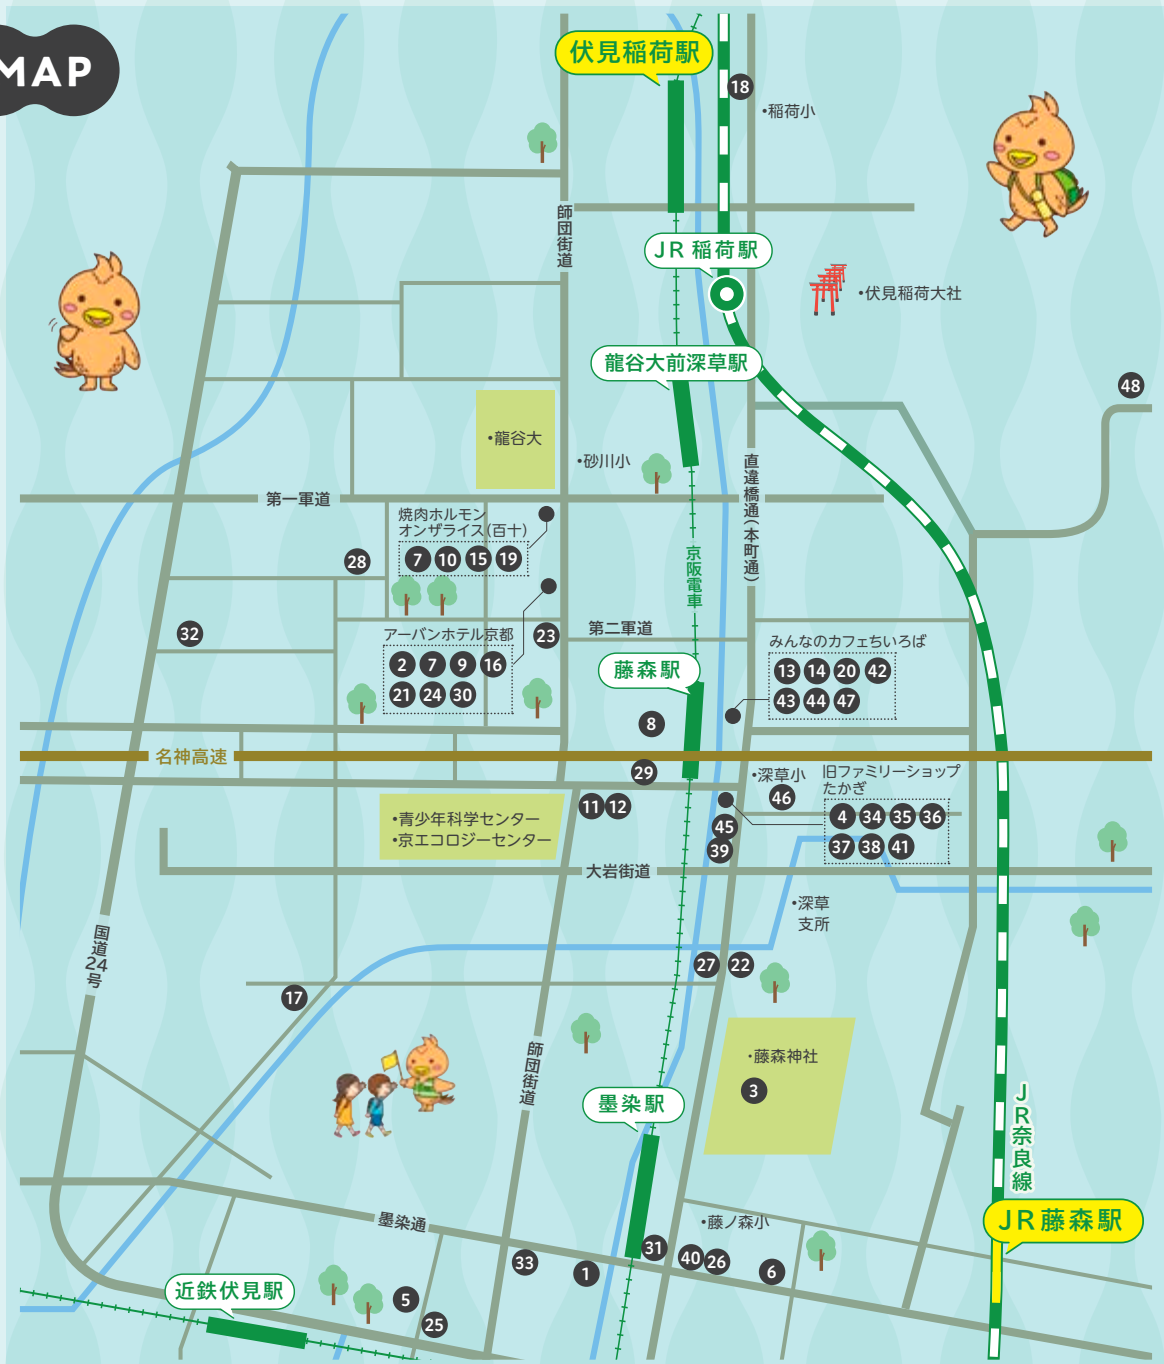 MAP
伏見稲荷駅
18
・稲荷小
師団街道
JR 稲荷駅
・伏見稲荷大社
龍谷大前深草駅
48
・龍谷大
・砂川小
直違橋通(本町通)
第一軍道
焼肉ホルモン
オンザライス(百十)
7 10 15 19
28
京阪電車
32
アーバンホテル京都
2 7 9 16
21 24 30
23
第二軍道
藤森駅
みんなのカフェちいろば
13 14 20 42
43 44 47
8
名神高速
29
11 12
・深草小
46
旧ファミリーショップ
たかぎ
4 34 35 36
37 38 41
・青少年科学センター
・京エコロジーセンター
45
39
大岩街道
・深草
支所
国道24号
27 22
17
師団街道
・藤森神社
3
墨染駅
JR奈良線
墨染通
・藤ノ森小
JR藤森駅
33
1
31
40 26
6
近鉄伏見駅
5
25